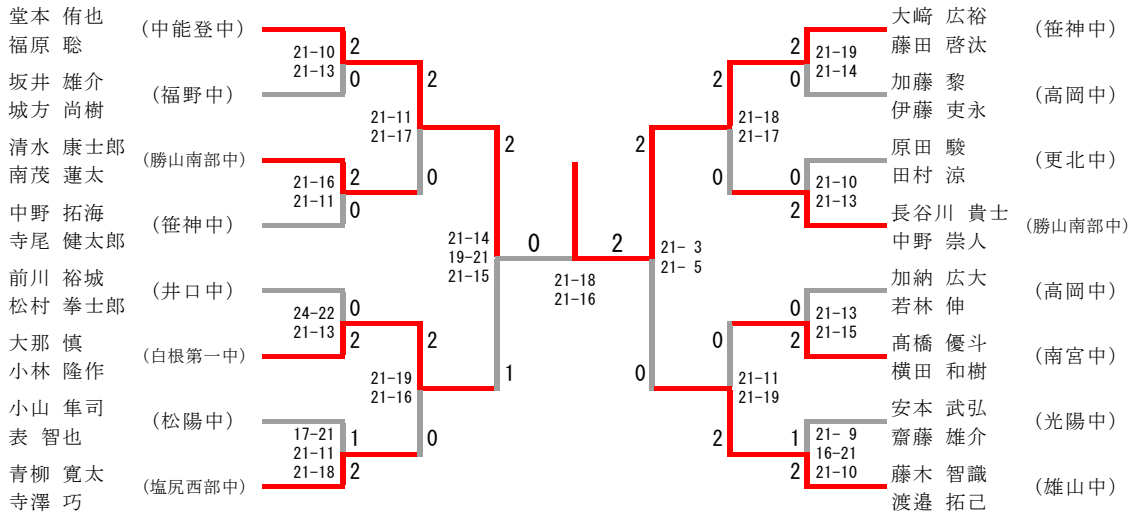 堂本 侑也
福原 聡
(中能登中)
坂井 雄介
城方 尚樹
(福野中)
清水 康士郎
南茂 蓮太
(勝山南部中)
中野 拓海
寺尾 健太郎
(笹神中)
前川 裕城
松村 拳士郎
(井口中)
大那 慎
小林 隆作
(白根第一中)
小山 隼司
表 智也
(松陽中)
青柳 寛太
寺澤 巧
(塩尻西部中)
21-10
21-13
2
0
21-16
21-11
2
0
24-22
21-13
0
2
17-21
21-11
21-18
1
2
21-11
21-17
2
0
21-19
21-16
2
0
21-14
19-21
21-15
2
1
0
2
21-18
21-16
21- 3
21- 5
2
0
21-18
21-17
2
0
21-11
21-19
0
2
21-19
21-14
2
0
21-10
21-13
0
2
21-13
21-15
0
2
21- 9
16-21
21-10
1
2
大﨑 広裕
藤田 啓汰
(笹神中)
加藤 黎
伊藤 吏永
(高岡中)
原田 駿
田村 涼
(更北中)
長谷川 貴士
中野 崇人
(勝山南部中)
加納 広大
若林 伸
(高岡中)
髙橋 優斗
横田 和樹
(南宮中)
安本 武弘
齋藤 雄介
(光陽中)
藤木 智識
渡邉 拓己
(雄山中)